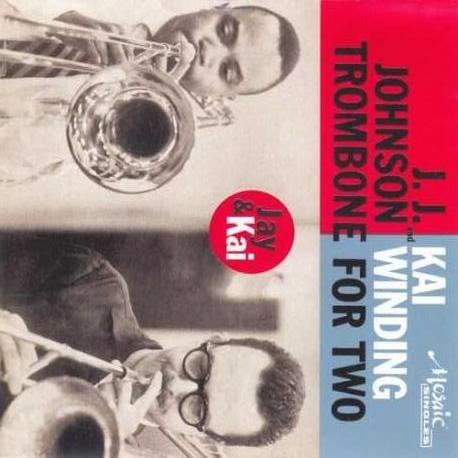 J. J. and KAI
JOHNSON WINDING
TROMBONE FOR TWO
Mosaic
SINGLES
Jay
& Kai